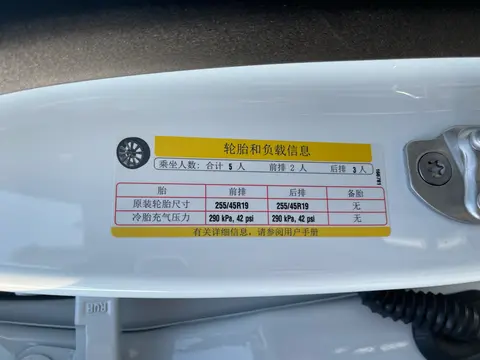 轮胎和负载信息
乘坐人数: 合计 5 人 前排 2 人 后排 3 人
胎 前排 后排 备胎
原装轮胎尺寸 255/45R19 255/45R19 无
冷胎充气压力 290 kPa, 42 psi 290 kPa, 42 psi 无
有关详细信息,请参阅用户手册